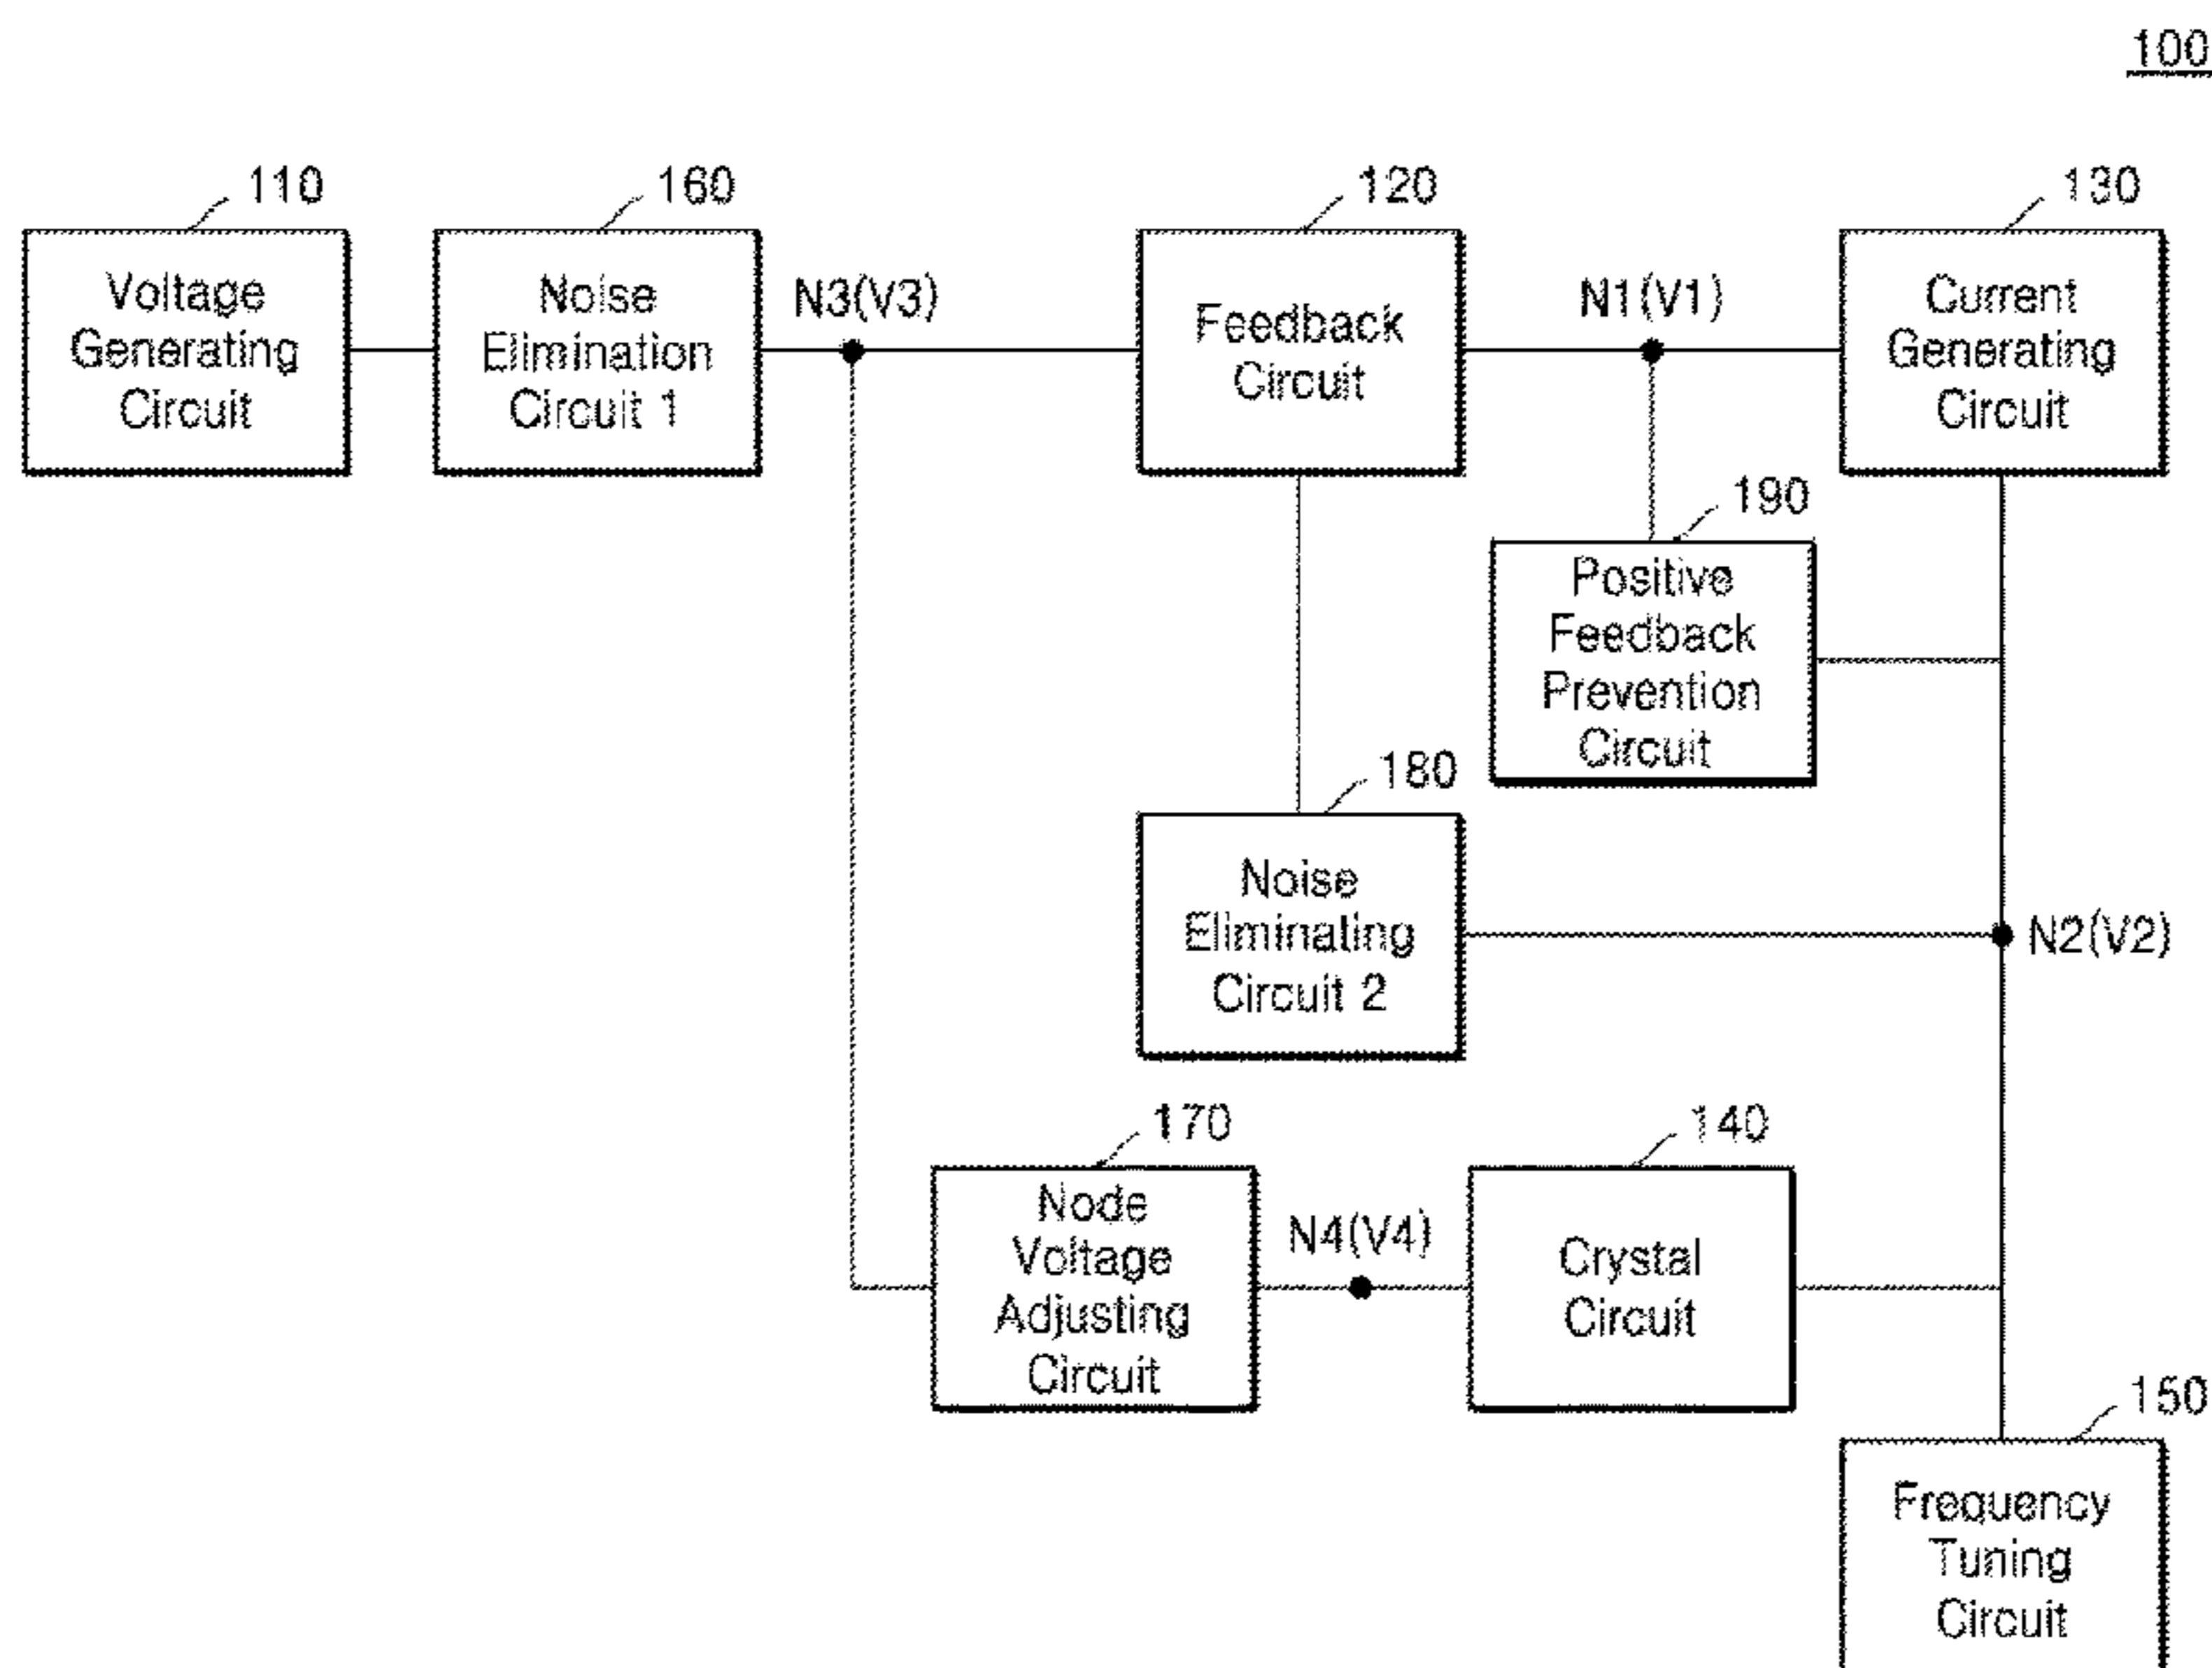 100
110
Voltage
Generating
Circuit
160
Noise
Elimination
Circuit 1
N3(V3)
120
Feedback
Circuit
N1(V1)
130
Current
Generating
Circuit
190
Positive
Feedback
Prevention
Circuit
180
Noise
Eliminating
Circuit 2
N2(V2)
170
Node
Voltage
Adjusting
Circuit
N4(V4)
140
Crystal
Circuit
150
Frequency
Tuning
Circuit